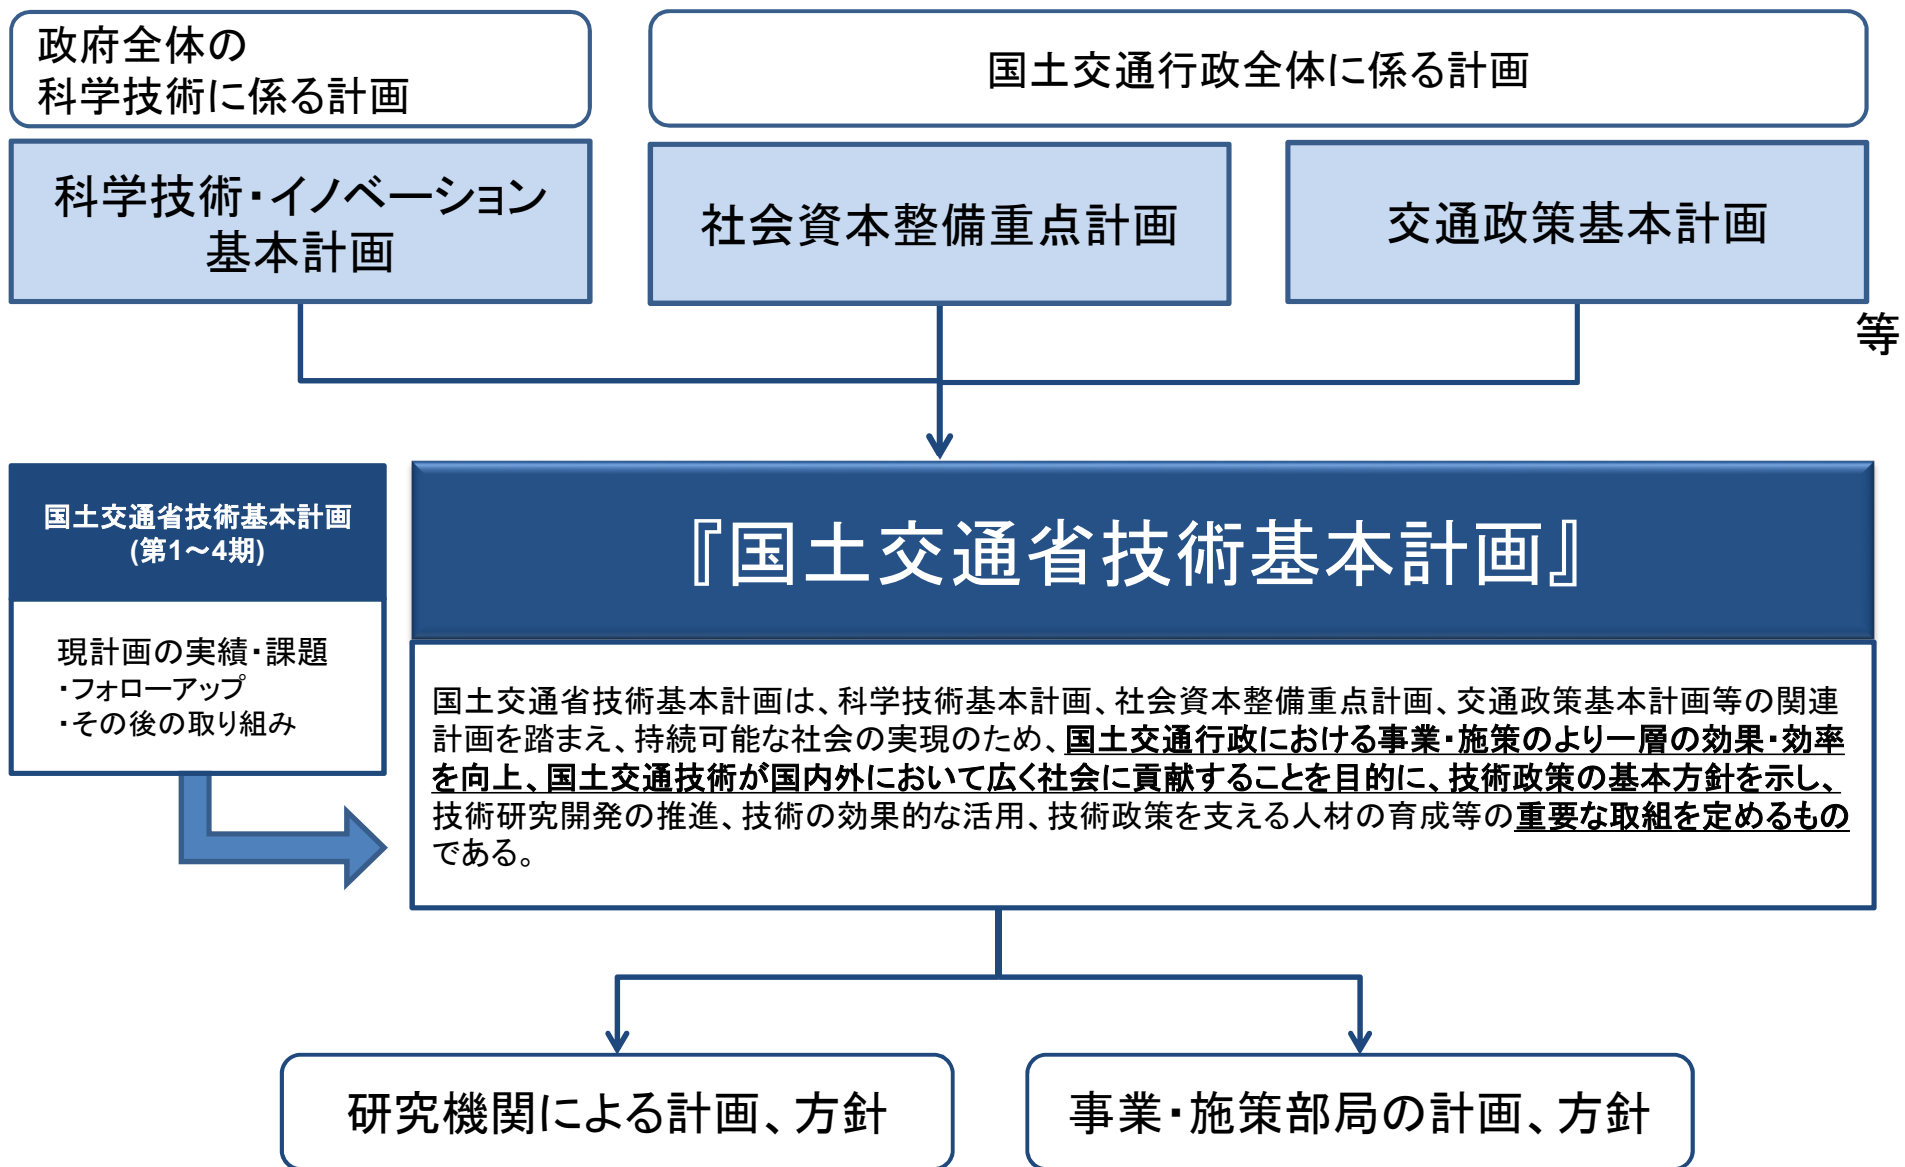 政府全体の
科学技術に係る計画
国土交通行政全体に係る計画
科学技術・イノベーション
基本計画
社会資本整備重点計画
交通政策基本計画
等
国土交通省技術基本計画
(第1～4期)
現計画の実績・課題
・フォローアップ
・その後の取り組み
『国土交通省技術基本計画』
国土交通省技術基本計画は、科学技術基本計画、社会資本整備重点計画、交通政策基本計画等の関連
計画を踏まえ、持続可能な社会の実現のため、国土交通行政における事業・施策のより一層の効果・効率
を向上、国土交通技術が国内外において広く社会に貢献することを目的に、技術政策の基本方針を示し、
技術研究開発の推進、技術の効果的な活用、技術政策を支える人材の育成等の重要な取組を定めるもの
である。
研究機関による計画、方針
事業・施策部局の計画、方針